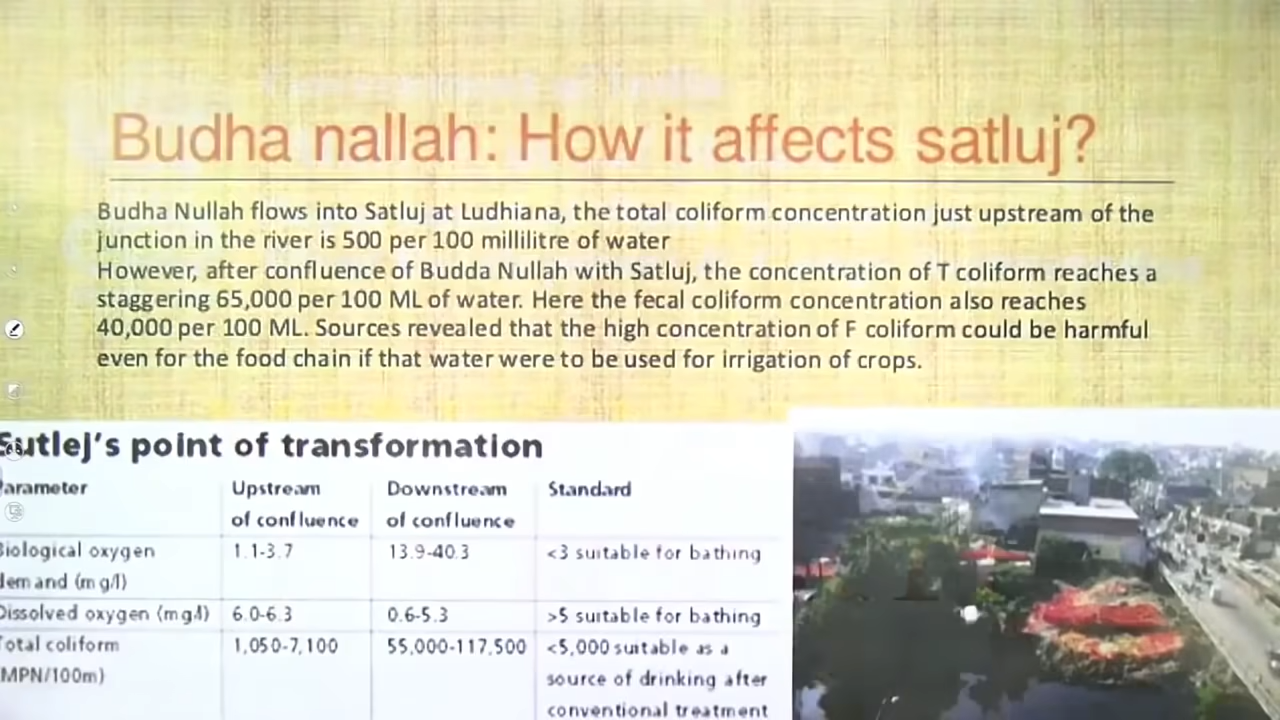 Budha nallah: How it affects satluj?
Budha Nullah flows into Satluj at Ludhiana, the total coliform concentration just upstream of the
junction in the river is 500 per 100 millilitre of water
However, after confluence of Budda Nullah with Satluj, the concentration of T coliform reaches a
staggering 65,000 per 100 ML of water. Here the fecal coliform concentration also reaches
40,000 per 100 ML. Sources revealed that the high concentration of F coliform could be harmful
even for the food chain if that water were to be used for irrigation of crops.
Sutlej's point of transformation
Parameter Upstream Downstream Standard
of confluence of confluence
Biological oxygen 1.1-3.7 13.9-40.3 <3 suitable for bathing
demand (mg/l)
Dissolved oxygen (mg/l) 6.0-6.3 0.6-5.3 >5 suitable for bathing
Total coliform 1,050-7,100 55,000-117,500 <5,000 suitable as a
(MPN/100m) source of drinking after
conventional treatment